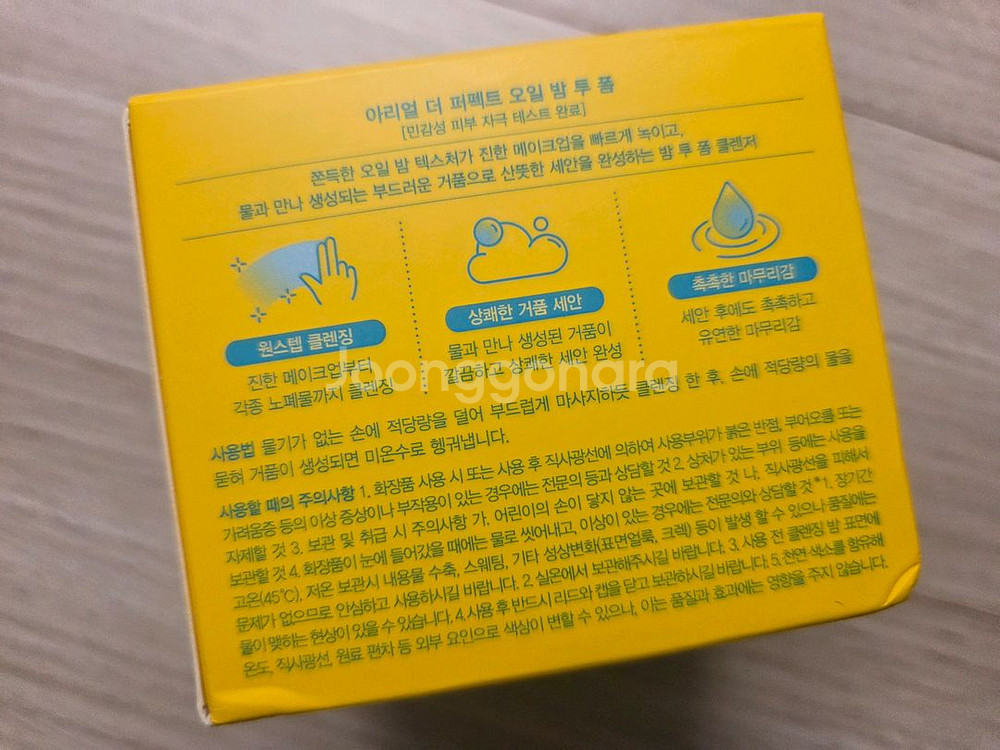 아리얼 더 퍼펙트 오일 밤 투 폼
[민감성 피부 자극 테스트 완료]
쫀득한 오일 밤 텍스처가 진한 메이크업을 빠르게 녹이고,
물과 만나 생성되는 부드러운 거품으로 산뜻한 세안을 완성하는 밤 투 폼 클렌저
원스텝 클렌징
진한 메이크업부터
각종 노폐물까지 클렌징
상쾌한 거품 세안
물과 만나 생성된 거품이
깔끔하고 상쾌한 세안 완성
촉촉한 마무리감
세안 후에도 촉촉하고
유연한 마무리감
Joonggonara
사용법 물기가 없는 손에 적당량을 덜어 부드럽게 마사지하듯 클렌징 한 후. 손에 적당량의 물을
묻혀 거품이 생성되면 미온수로 헹궈냅니다.
사용할 때의 주의사항 1. 화장품 사용 시 또는 사용 후 직사광선에 의하여 사용부위가 붉은 반점, 부어오름 또는
가려움증 등의 이상 증상이나 부작용이 있는 경우에는 전문의 등과 상담할 것 2. 상처가 있는 부위 등에는 사용을
자제할 것 3. 보관 및 취급 시 주의사항 가. 어린이의 손이 닿지 않는 곳에 보관할 것 나. 직사광선을 피해서
보관할 것 4. 화장품이 눈에 들어갔을 때에는 물로 씻어내고, 이상이 있는 경우에는 전문의와 상담할 것 *1. 장기간
고온(45℃), 저온 보관시 내용물 수축, 스웨팅, 기타 성상변화(표면얼룩, 크랙) 등이 발생 할 수 있으나 품질에는
문제가 없으므로 안심하고 사용하시길 바랍니다. 2. 실온에서 보관해주시길 바랍니다. 3. 사용 전 클렌징 밤 표면에
물이 맺히는 현상이 있을 수 있습니다. 4. 사용 후 반드시 리드와 캡을 닫고 보관하시길 바랍니다. 5. 천연 색소를 함유해
온도, 직사광선, 원료 편차 등 외부 요인으로 색상이 변할 수 있으나, 이는 품질과 효과에는 영향을 주지 않습니다.